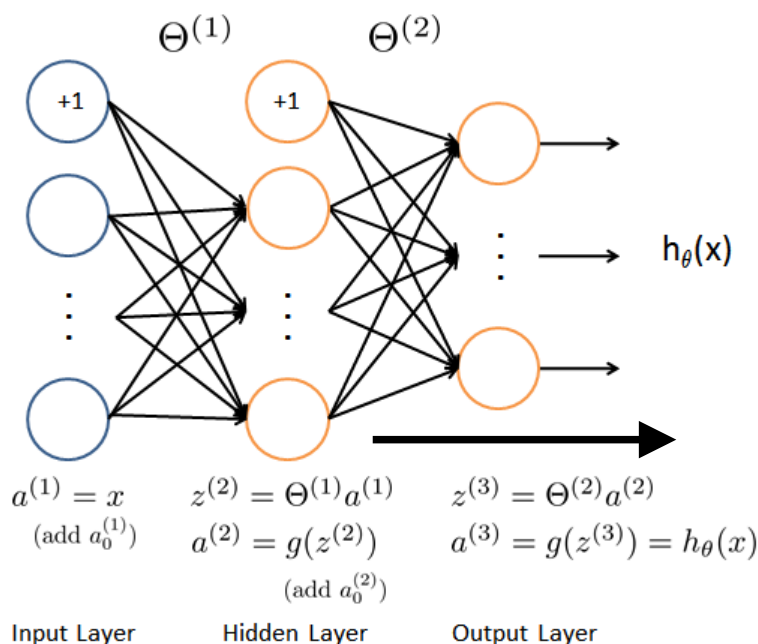 Θ^(1) Θ^(2)
+1 +1
h_θ(x)
a^(1) = x z^(2) = Θ^(1)a^(1) z^(3) = Θ^(2)a^(2)
(add a_0^(1)) a^(2) = g(z^(2)) a^(3) = g(z^(3)) = h_θ(x)
(add a_0^(2))
Input Layer Hidden Layer Output Layer